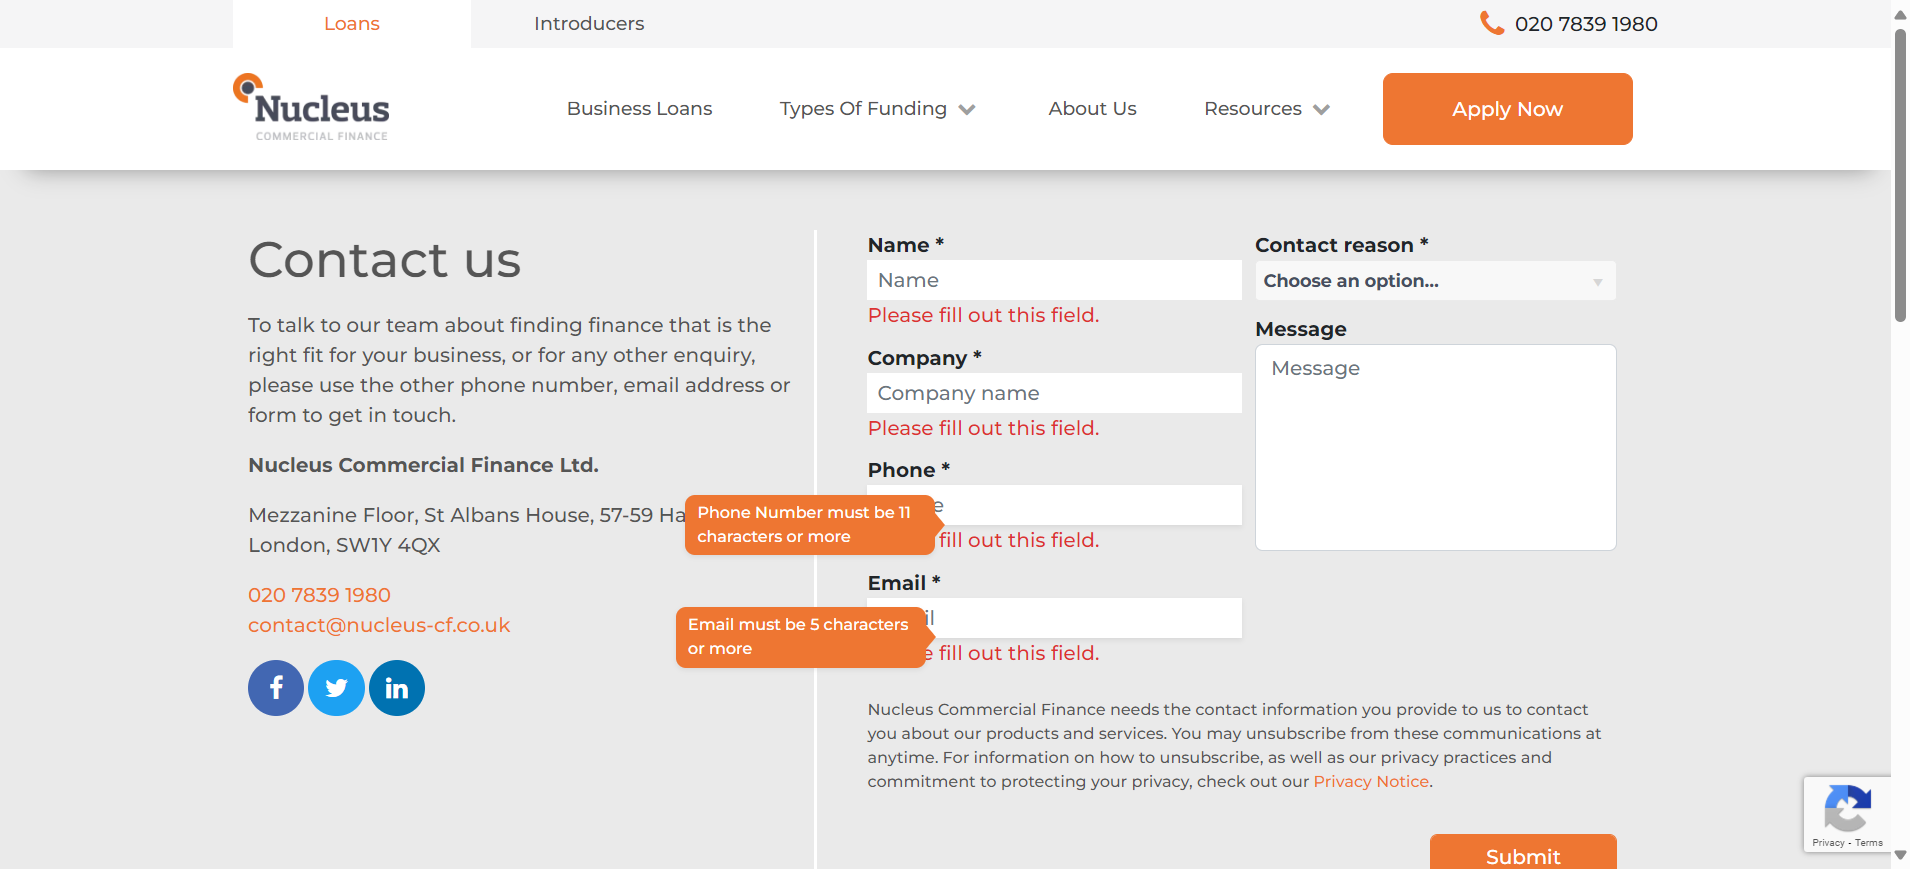 Loans
Introducers
020 7839 1980
Nucleus
COMMERCIAL FINANCE
Business Loans
Types Of Funding
About Us
Resources
Apply Now
Contact us
To talk to our team about finding finance that is the
right fit for your business, or for any other enquiry,
please use the other phone number, email address or
form to get in touch.
Nucleus Commercial Finance Ltd.
Mezzanine Floor, St Albans House, 57-59
London, SW1Y 4QX
020 7839 1980
contact@nucleus-cf.co.uk
Name *
Name
Please fill out this field.
Company *
Company name
Please fill out this field.
Phone *
Phone Number must be 11
characters or more
fill out this field.
Email *
Email must be 5 characters
or more
fill out this field.
Contact reason *
Choose an option...
Message
Message
Nucleus Commercial Finance needs the contact information you provide to us to contact
you about our products and services. You may unsubscribe from these communications at
anytime. For information on how to unsubscribe, as well as our privacy practices and
commitment to protecting your privacy, check out our Privacy Notice.
Submit
Privacy - Terms